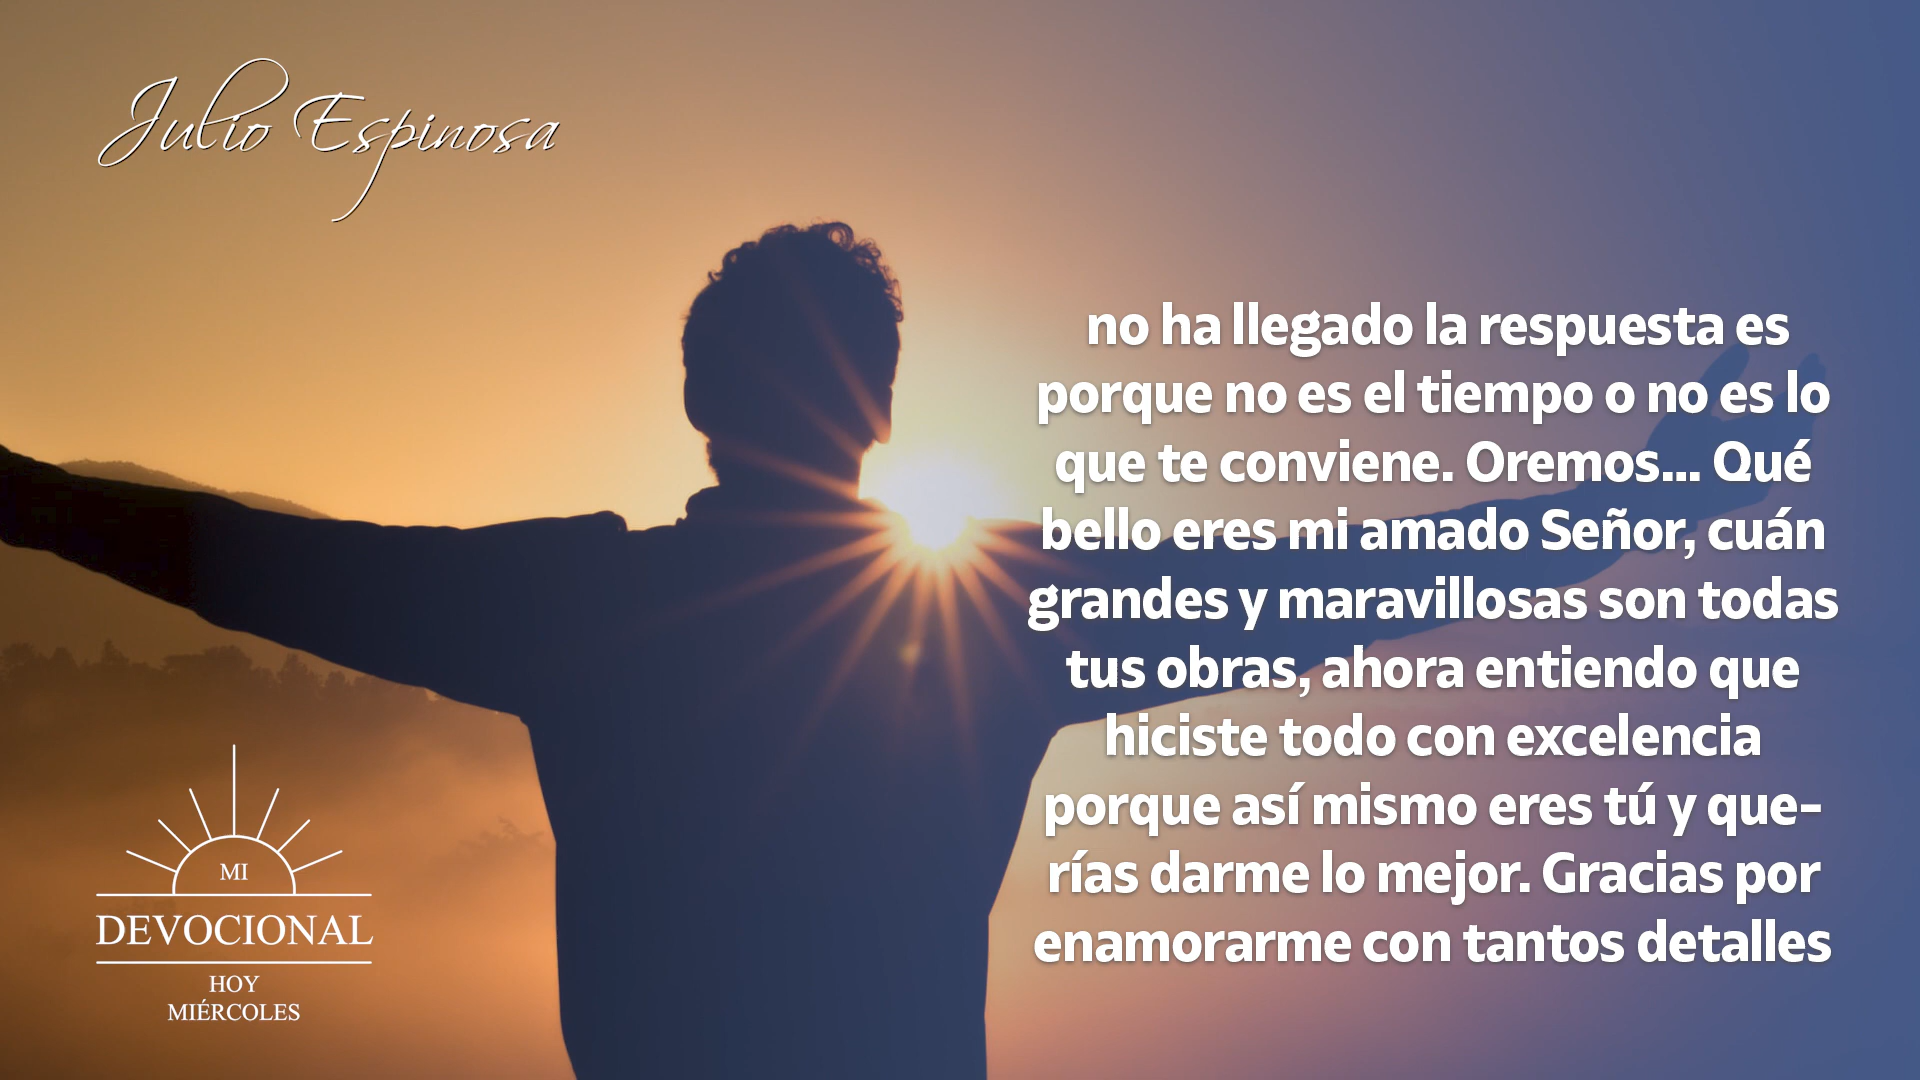 Julio Espinosa
no ha llegado la respuesta es
porque no es el tiempo o no es lo
que te conviene. Oremos... Qué
bello eres mi amado Señor, cuán
grandes y maravillosas son todas
tus obras, ahora entiendo que
hiciste todo con excelencia
porque así mismo eres tú y que-
rías darme lo mejor. Gracias por
enamorarme con tantos detalles
MI
DEVOCIONAL
HOY
MIÉRCOLES